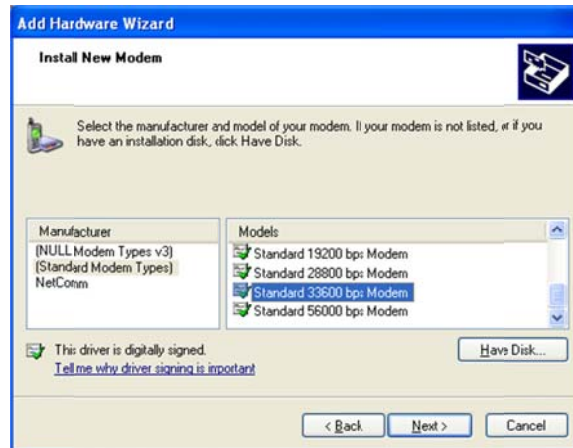 Add Hardware Wizard
Install New Modem
Select the manufacturer and model of your modem. If your modem is not listed, or if you
have an installation disk, click Have Disk.
Manufacturer
(NULL Modem Types v3)
(Standard Modem Types)
NetComm
Models
Standard 19200 bps Modem
Standard 28800 bps Modem
Standard 33600 bps Modem
Standard 56000 bps Modem
This driver is digitally signed.
Tell me why driver signing is important
Have Disk...
< Back
Next >
Cancel